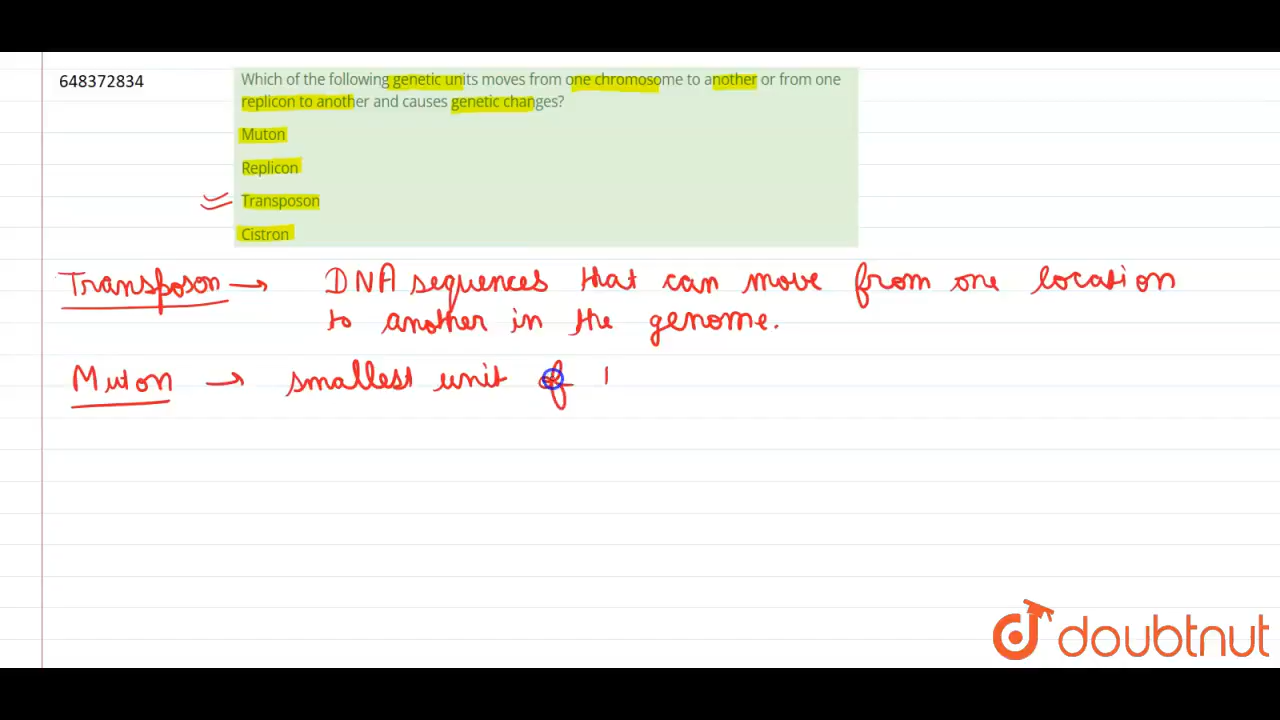 648372834
Which of the following genetic units moves from one chromosome to another or from one
replicon to another and causes genetic changes?
Muton
Replicon
Transposon
Cistron
Transposon → DNA sequences that can move from one location
to another in the genome.
Muton → smallest unit of
doubtnut